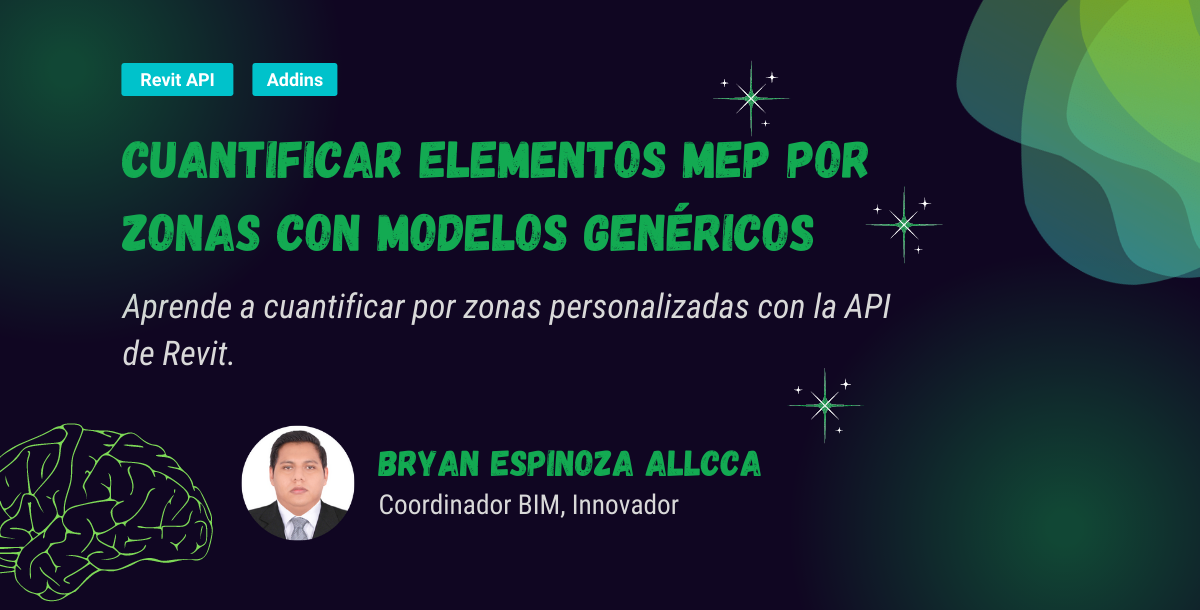 Revit API Addins
CUANTIFICAR ELEMENTOS MEP POR
ZONAS CON MODELOS GENÉRICOS
Aprende a cuantificar por zonas personalizadas con la API
de Revit.
BRYAN ESPINOZA ALLCCA
Coordinador BIM, Innovador